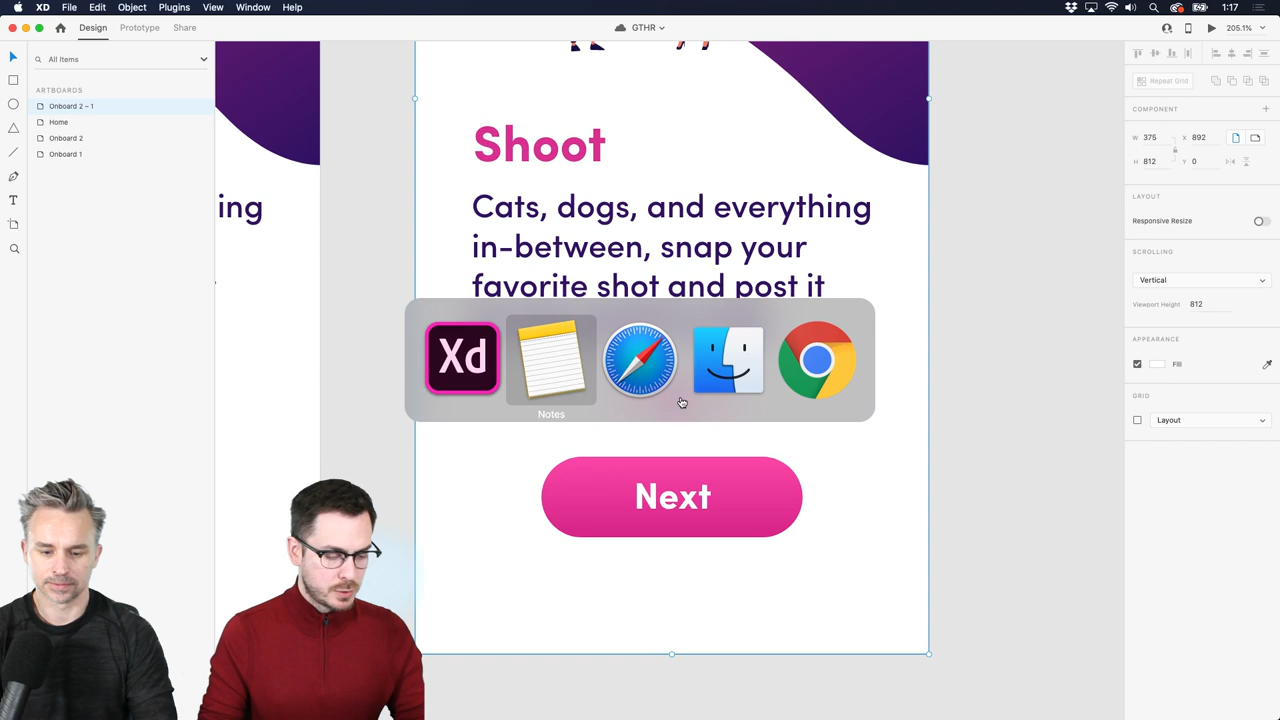 XD File Edit Object Plugins View Window Help 1:17
Design Prototype Share GTHR 205.1%
All Items
ARTBOARDS
Onboard 2 – 1
Home
Onboard 2
Onboard 1
ing
Shoot
Cats, dogs, and everything
in-between, snap your
favorite shot and post it
Xd
Notes
Next
Repeat Grid
COMPONENT
W 375 X 892
H 812 Y 0
LAYOUT
Responsive Resize
SCROLLING
Vertical
Viewport Height 812
APPEARANCE
Fill
GRID
Layout